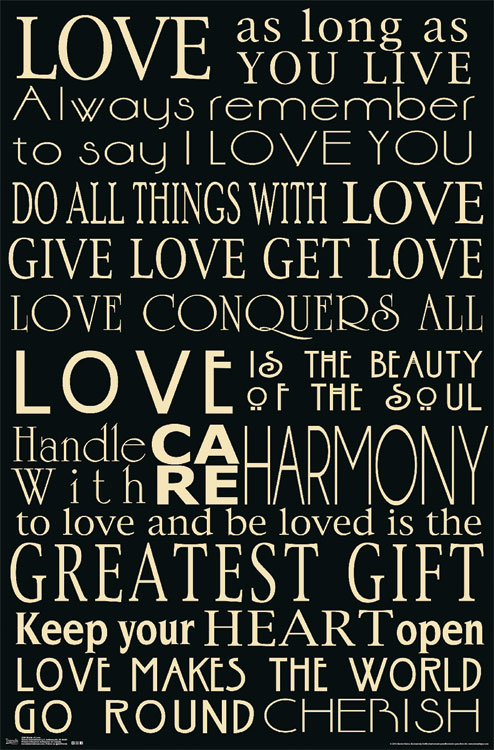 LOVE as long as
YOU LIVE
Always remember
to say I LOVE YOU
DO ALL THINGS WITH LOVE
GIVE LOVE GET LOVE
LOVE CONQUERS ALL
LOVE IS THE BEAUTY
OF THE SOUL
Handle
With
CA
RE
HARMONY
to love and be loved is the
GREATEST GIFT
Keep your HEART open
LOVE MAKES THE WORLD
GO ROUND CHERISH